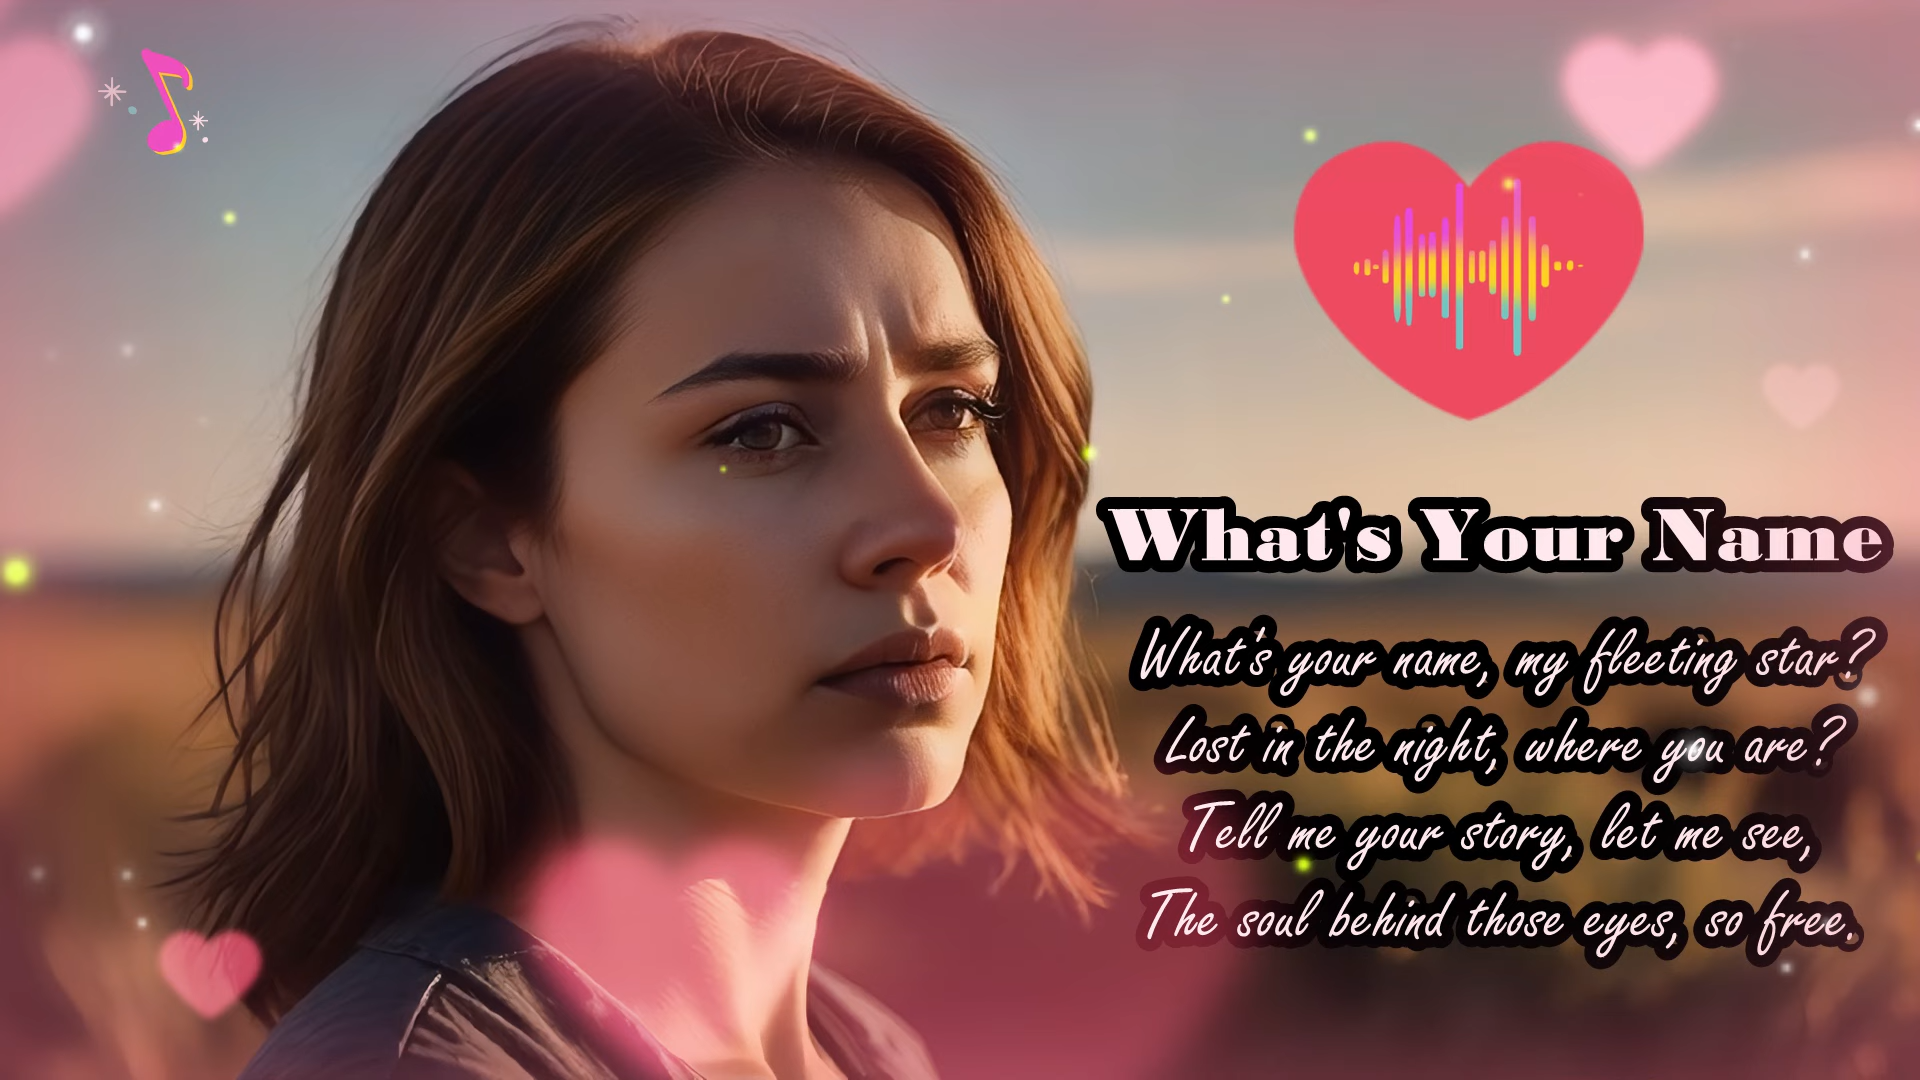 What's Your Name
What's your name, my fleeting star?
Lost in the night, where you are?
Tell me your story, let me see,
The soul behind those eyes, so free.